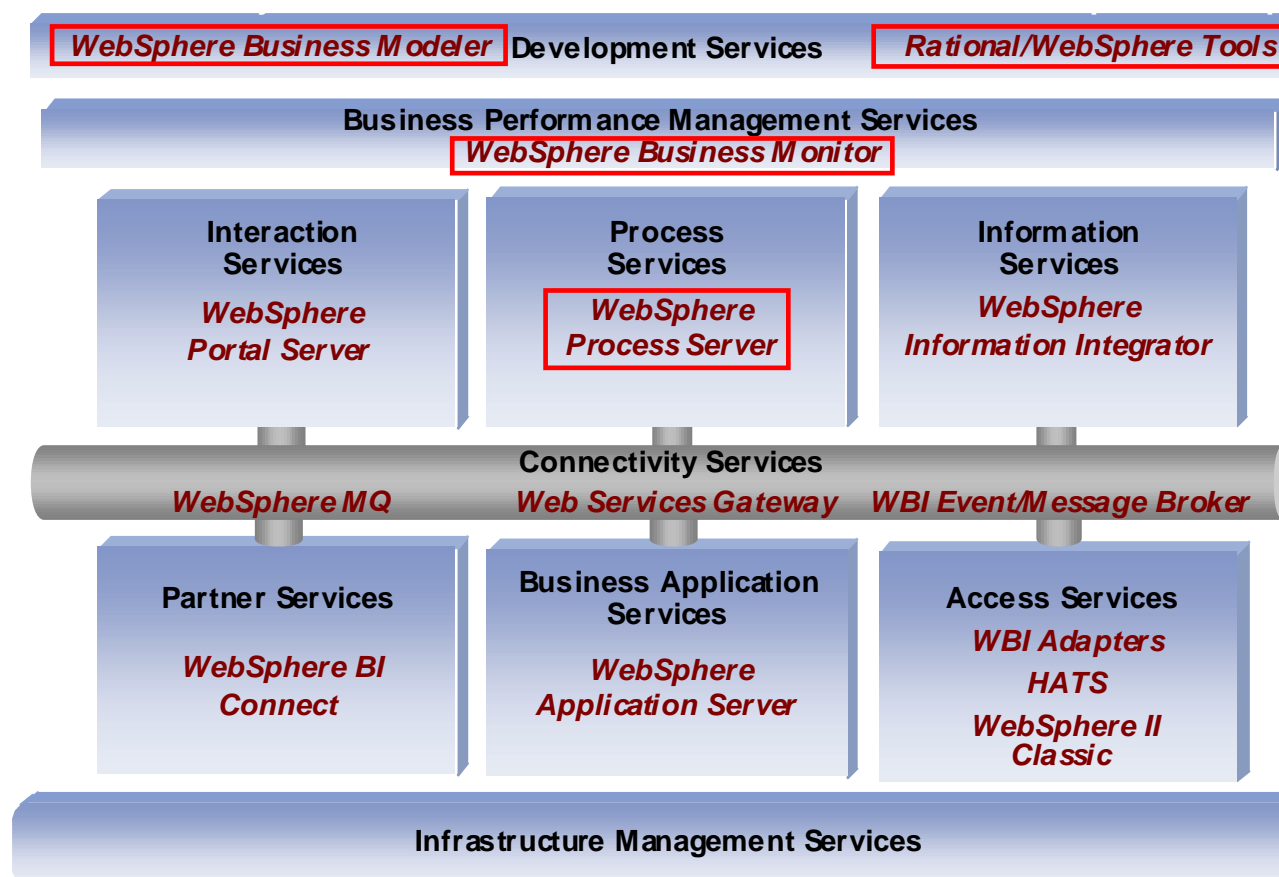 WebSphere Business Modeler Development Services Rational/WebSphere Tools
Business Performance Management Services
WebSphere Business Monitor
Interaction
Services
WebSphere
Portal Server
Process
Services
WebSphere
Process Server
Information
Services
WebSphere
Information Integrator
Connectivity Services
WebSphere MQ Web Services Gateway WBI Event/Message Broker
Partner Services
WebSphere BI
Connect
Business Application
Services
WebSphere
Application Server
Access Services
WBI Adapters
HATS
WebSphere II
Classic
Infrastructure Management Services